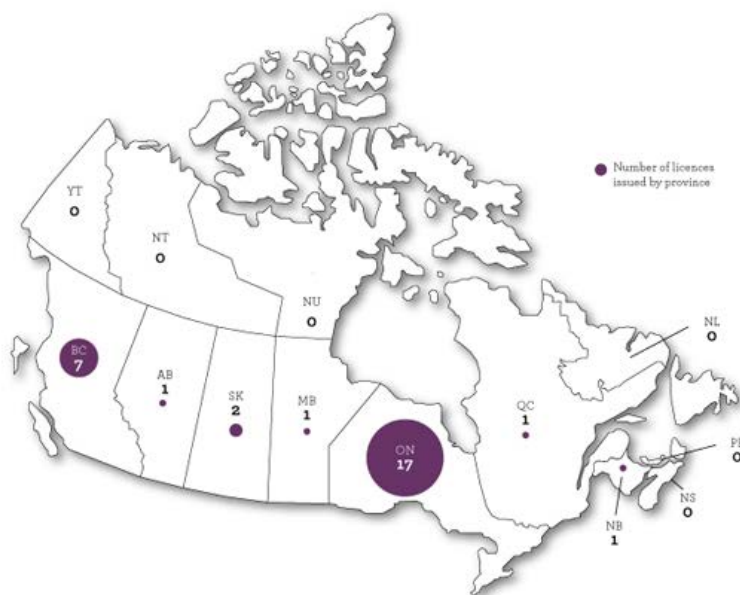 Number of licences
issued by province
YT
0
NT
0
NU
0
BC
7
AB
1
SK
2
MB
1
ON
17
QC
1
NL
0
0
NS
0
NB
1